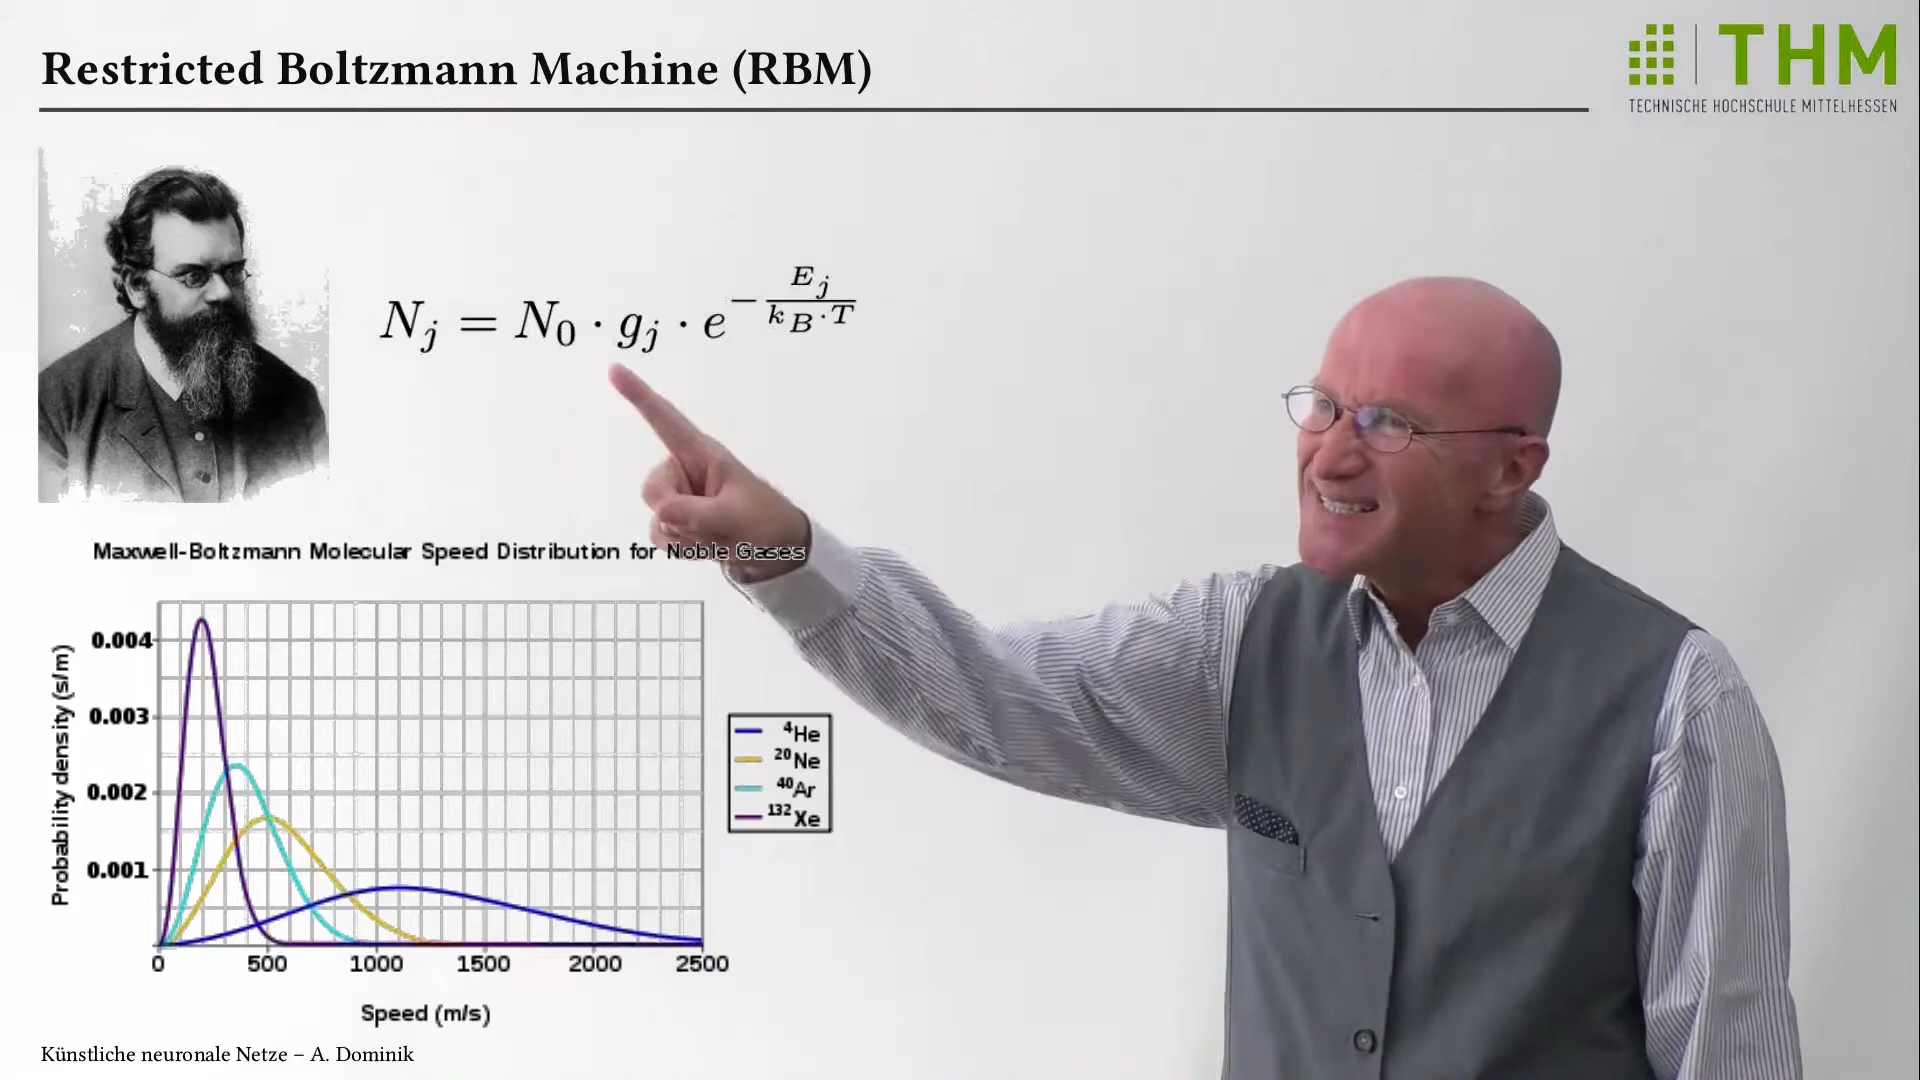 Restricted Boltzmann Machine (RBM)
THM
TECHNISCHE HOCHSCHULE MITTELHESSEN
N_j = N_0 · g_j · e^{-\frac{E_j}{k_B \cdot T}}
Maxwell-Boltzmann Molecular Speed Distribution for Noble Gases
Probability density (s/m)
0.004
0.003
0.002
0.001
⁴He
²⁰Ne
⁴⁰Ar
¹³²Xe
0 500 1000 1500 2000 2500
Speed (m/s)
Künstliche neuronale Netze – A. Dominik